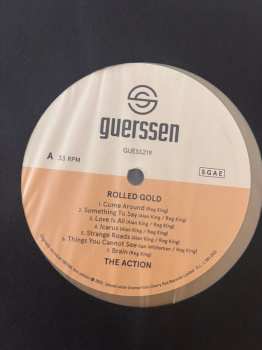 guerssen
GUESS219
A 33 RPM
SGAE
ROLLED GOLD
1. Come Around (Reg King)
2. Something To Say (Alan King / Reg King)
3. Love Is All (Alan King / Reg King)
4. Icarus (Alan King / Reg King)
5. Strange Roads (Alan King / Reg King)
6. Things You Cannot See (Ian Whiteman / Reg King)
7. Brain (Reg King)
THE ACTION